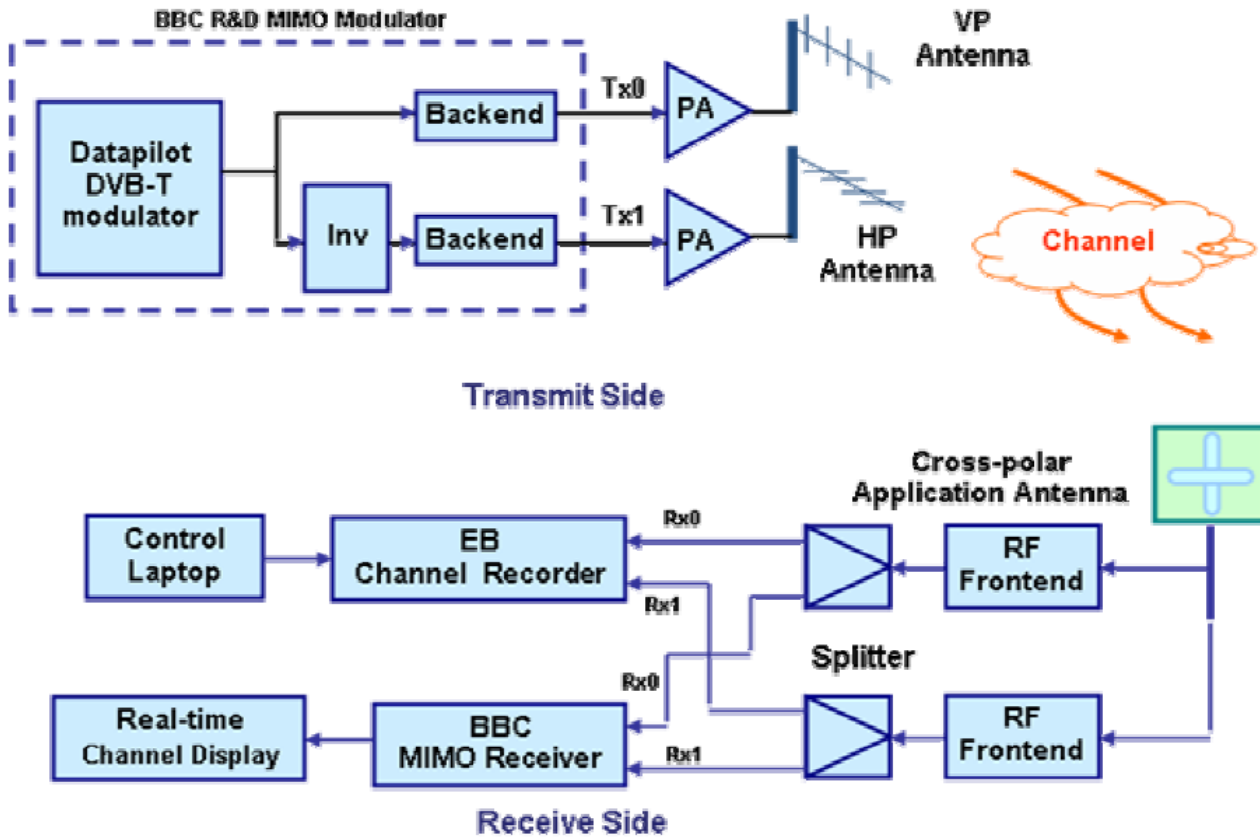 BBC R&D MIMO Modulator
VP
Antenna
Tx0
Backend
PA
Datapilot
DVB-T
modulator
Inv
Backend
Tx1
PA
HP
Antenna
Channel
Transmit Side
Cross-polar
Application Antenna
Control
Laptop
EB
Channel Recorder
Rx0
Rx1
RF
Frontend
Splitter
Rx0
Real-time
Channel Display
BBC
MIMO Receiver
Rx1
RF
Frontend
Receive Side